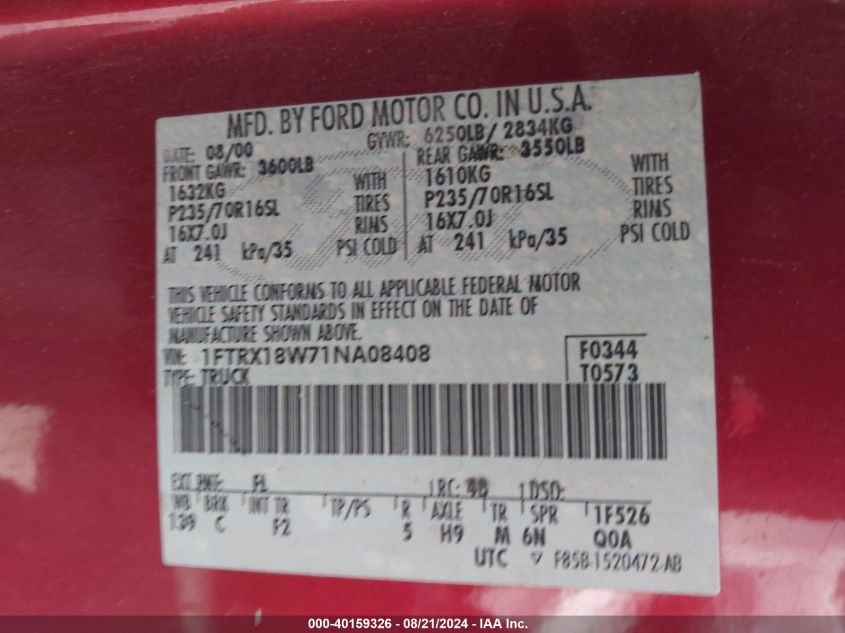 MFD. BY FORD MOTOR CO. IN U.S.A.
DATE: 08/00 GVWR: 6250LB/ 2834KG
FRONT GAWR: 3600LB REAR GAWR: 3550LB
1632KG WITH 1610KG WITH
P235/70R16SL TIRES P235/70R16SL TIRES
16X7.0J RIMS 16X7.0J RIMS
AT 241 kPa/35 PSI COLD AT 241 kPa/35 PSI COLD
THIS VEHICLE CONFORMS TO ALL APPLICABLE FEDERAL MOTOR
VEHICLE SAFETY STANDARDS IN EFFECT ON THE DATE OF
MANUFACTURE SHOWN ABOVE.
VIN: 1FTRX18W71NA08408 F0344
TYPE: TRUCK T0573
EXT PNT: FL RC: 48 DSO:
WB BRK INT TR TP/PS R AXLE TR SPR 1F526
139 C F2 5 H9 M 6N Q0A
UTC F85B-1520472-AB
000-40159326 - 08/21/2024 - IAA Inc.